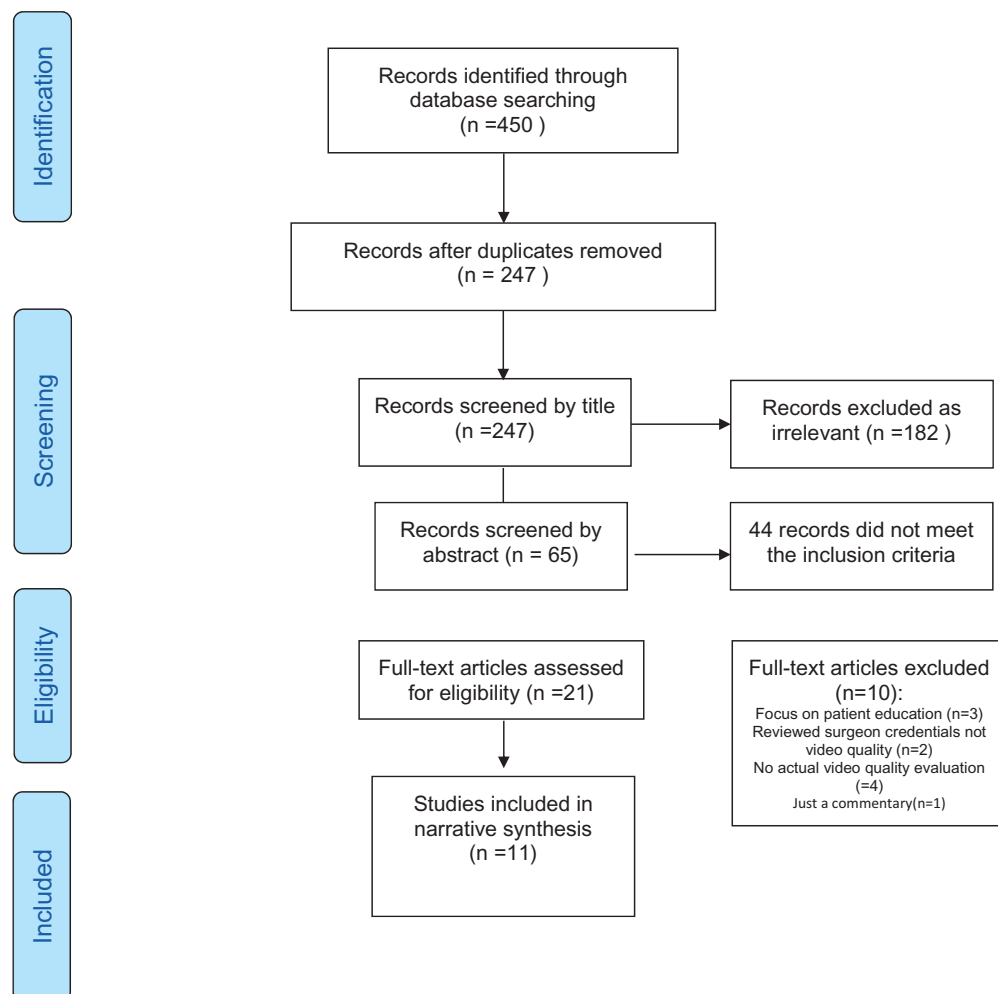 Identification
Records identified through
database searching
(n =450 )
Records after duplicates removed
(n = 247 )
Screening
Records screened by title
(n =247)
Records excluded as
irrelevant (n =182 )
Records screened by
abstract (n = 65)
44 records did not meet
the inclusion criteria
Eligibility
Full-text articles assessed
for eligibility (n =21)
Full-text articles excluded
(n=10):
Focus on patient education (n=3)
Reviewed surgeon credentials not
video quality (n=2)
No actual video quality evaluation
(=4)
Just a commentary(n=1)
Included
Studies included in
narrative synthesis
(n =11)